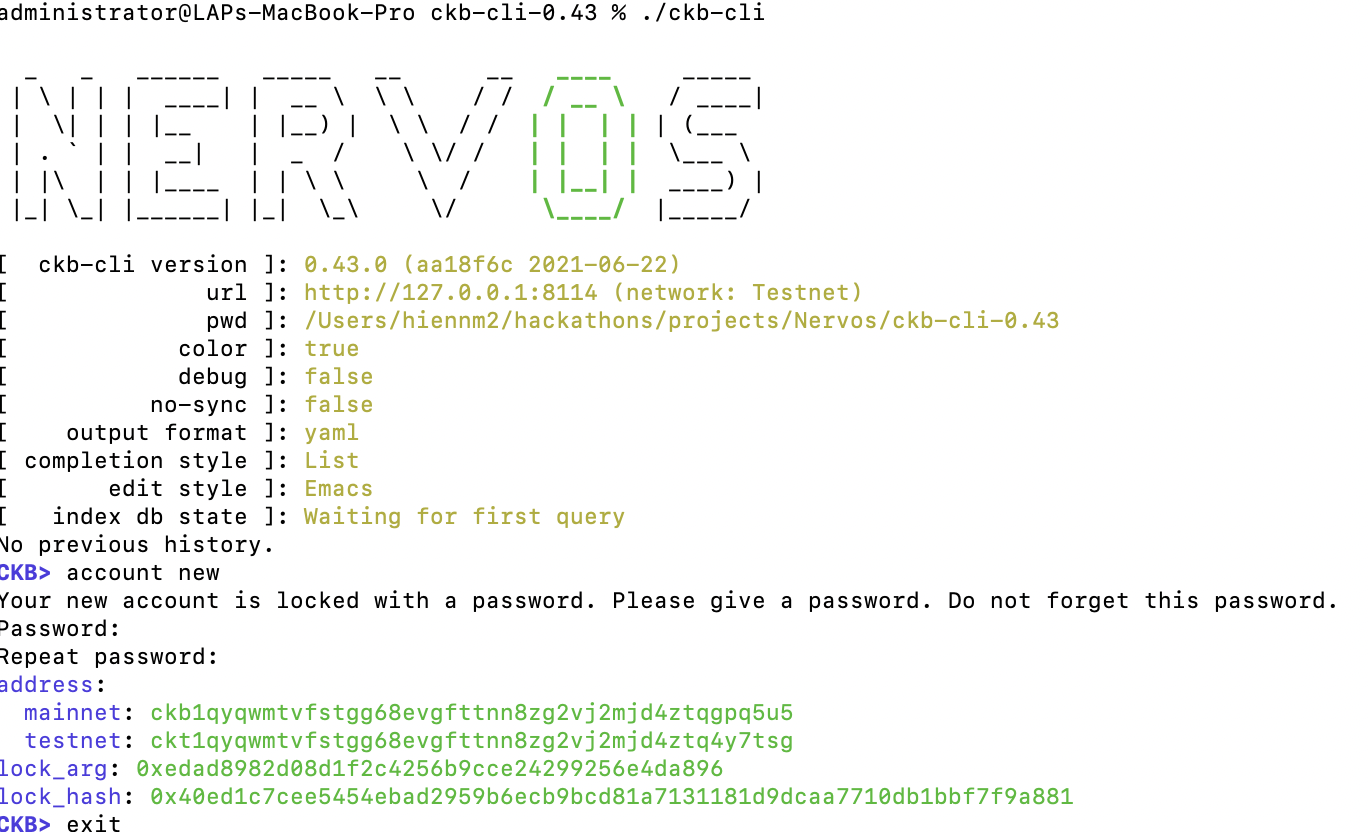 administrator@LAPs-MacBook-Pro ckb-cli-0.43 % ./ckb-cli
NERVOS
[  ckb-cli version ]: 0.43.0 (aa18f6c 2021-06-22)
[              url ]: http://127.0.0.1:8114 (network: Testnet)
[              pwd ]: /Users/hiennm2/hackathons/projects/Nervos/ckb-cli-0.43
[            color ]: true
[            debug ]: false
[          no-sync ]: false
[    output format ]: yaml
[ completion style ]: List
[       edit style ]: Emacs
[   index db state ]: Waiting for first query
No previous history.
CKB> account new
Your new account is locked with a password. Please give a password. Do not forget this password.
Password:
Repeat password:
address:
  mainnet: ckb1qyqwmtvfstgg68evgfttnn8zg2vj2mjd4ztqgpq5u5
  testnet: ckt1qyqwmtvfstgg68evgfttnn8zg2vj2mjd4ztq4y7tsg
lock_arg: 0xedad8982d08d1f2c4256b9cce24299256e4da896
lock_hash: 0x40ed1c7cee5454ebad2959b6ecb9bcd81a7131181d9dcaa7710db1bbf7f9a881
CKB> exit